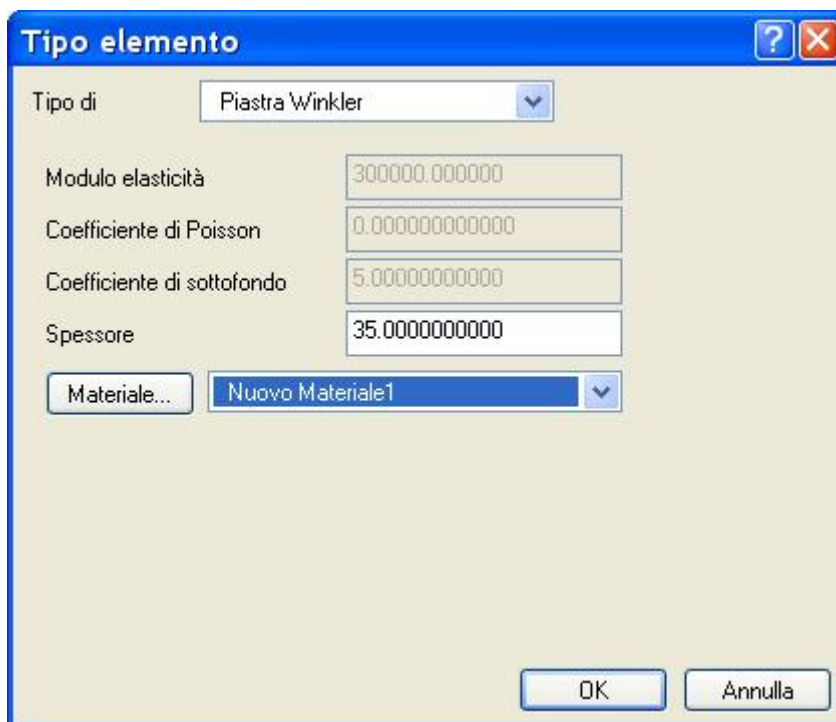 Tipo elemento
Tipo di Piastra Winkler
Modulo elasticità 300000.000000
Coefficiente di Poisson 0.000000000000
Coefficiente di sottofondo 5.00000000000
Spessore 35.0000000000
Materiale... Nuovo Materiale1
OK Annulla